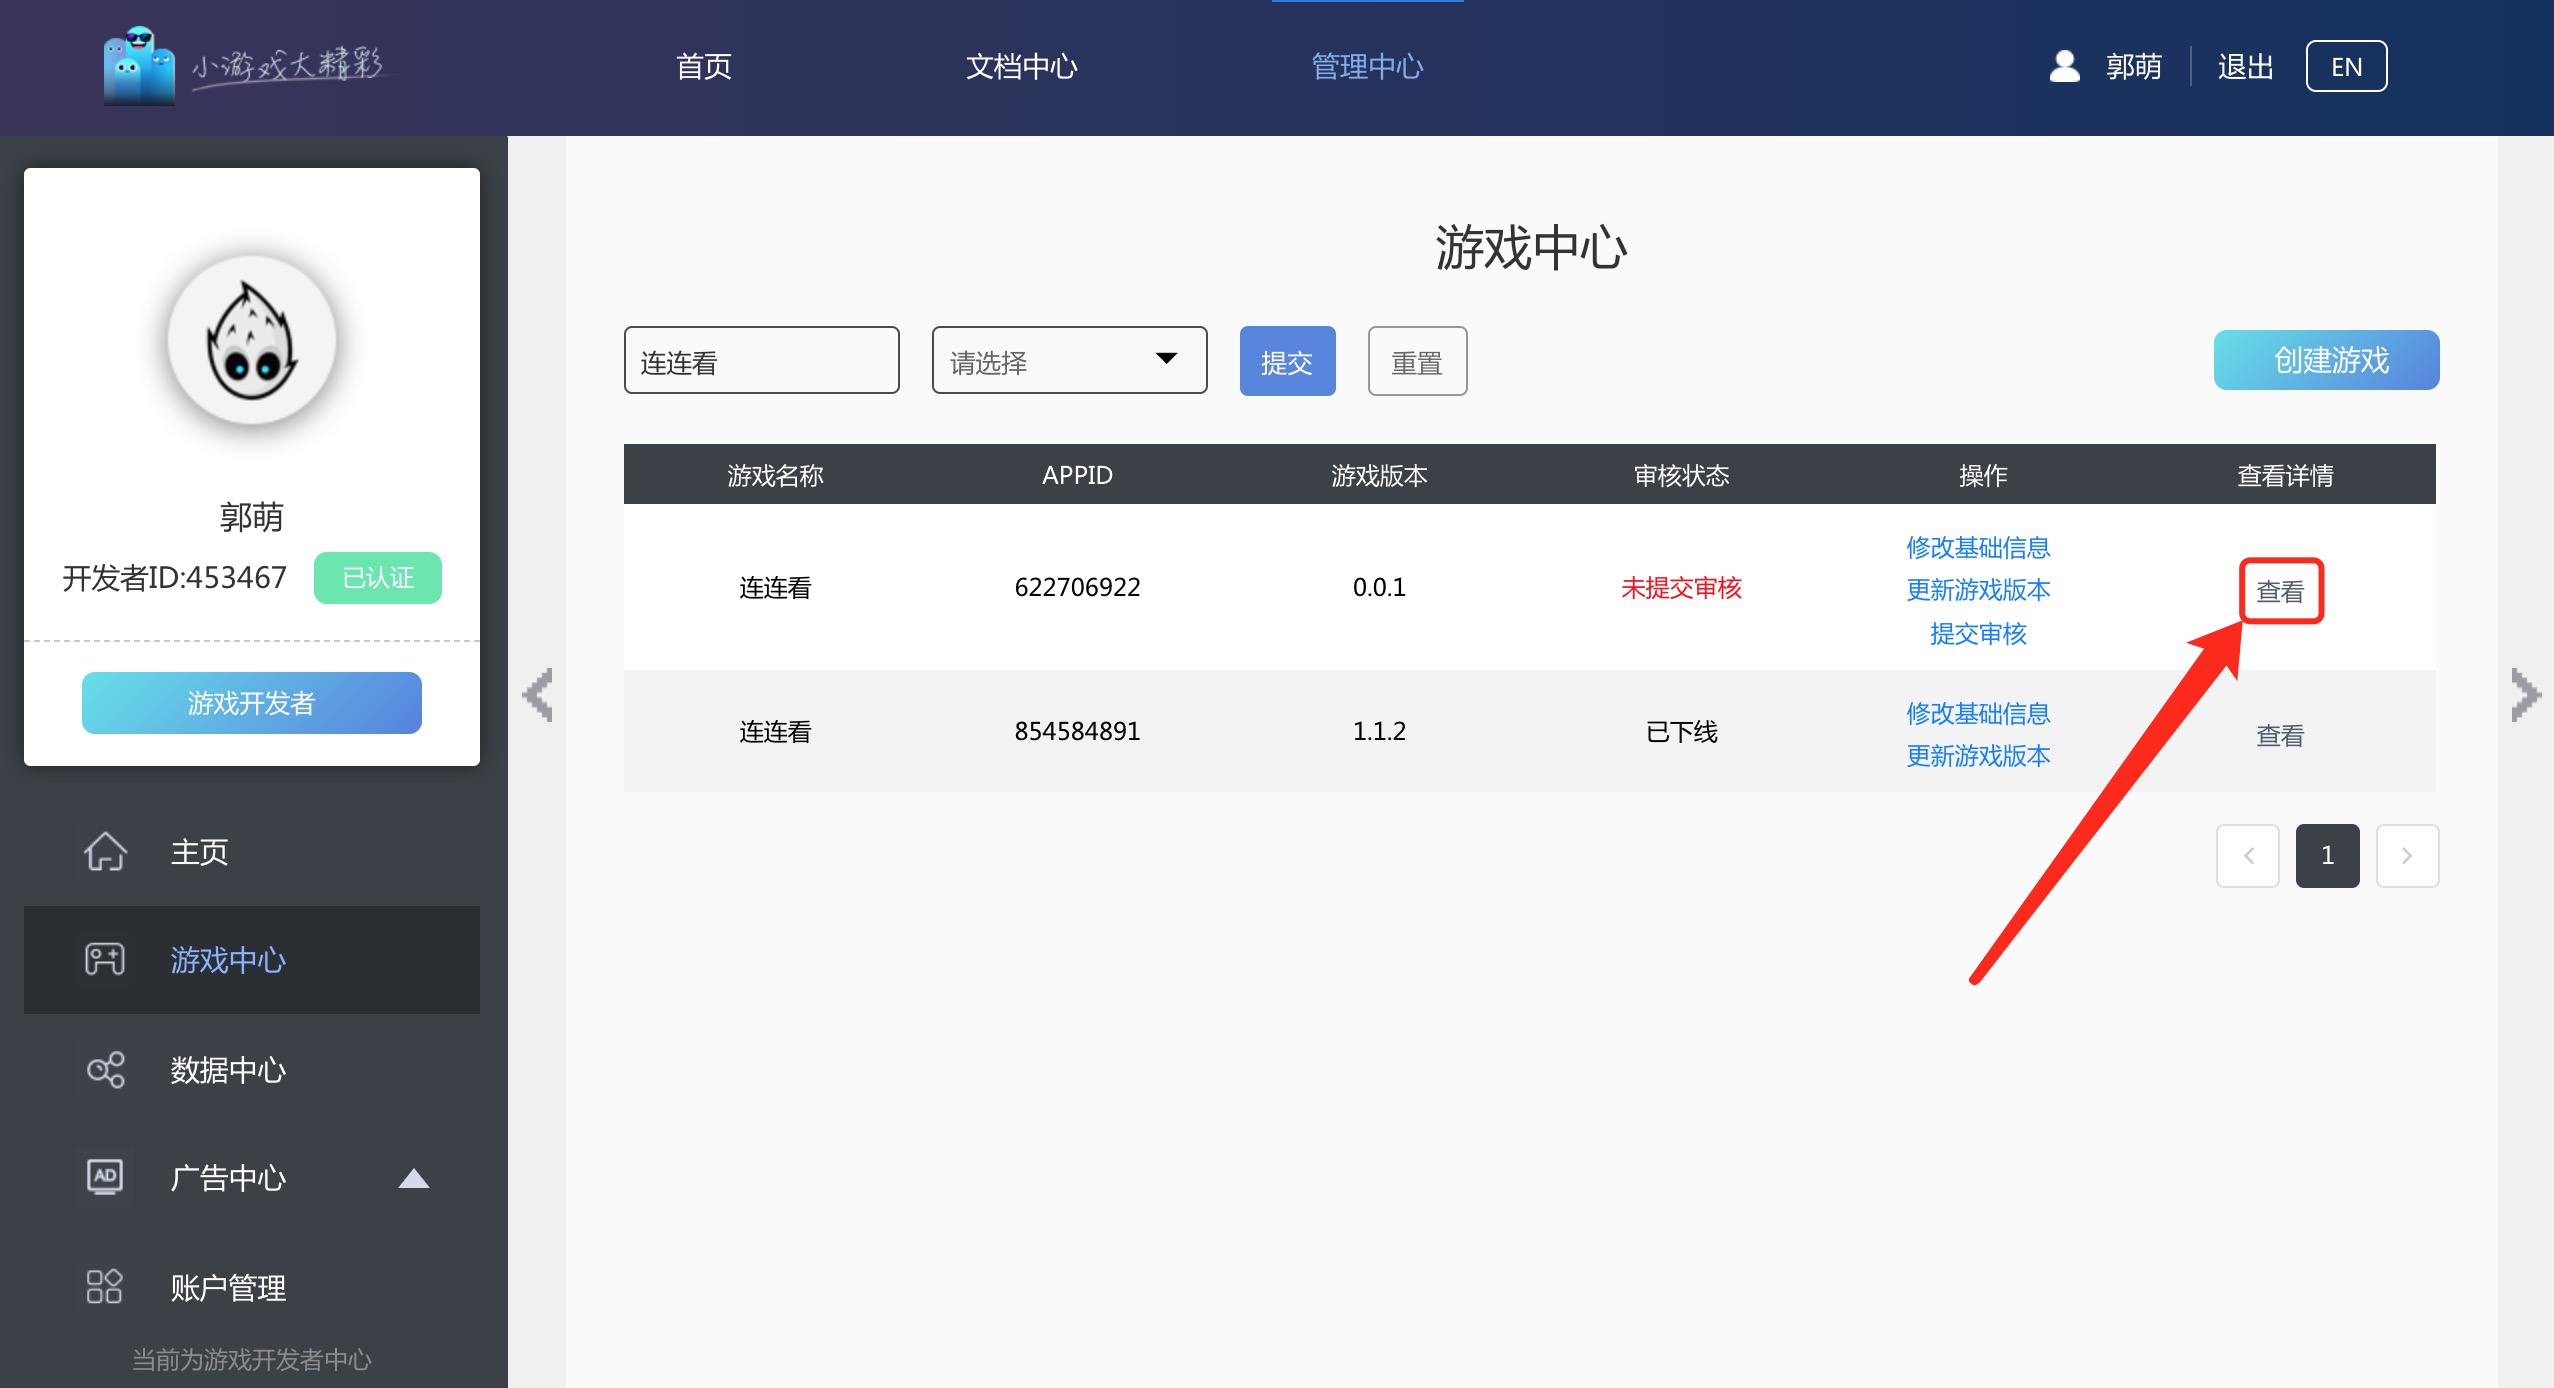 小游戏大精彩
首页
文档中心
管理中心
郭萌
退出
EN
郭萌
开发者ID:453467
已认证
游戏开发者
主页
游戏中心
数据中心
AD
广告中心
账户管理
当前为游戏开发者中心
游戏中心
连连看
请选择
提交
重置
创建游戏
游戏名称 APPID 游戏版本 审核状态 操作 查看详情
连连看 622706922 0.0.1 未提交审核 修改基础信息 查看
更新游戏版本
提交审核
连连看 854584891 1.1.2 已下线 修改基础信息 查看
更新游戏版本
1